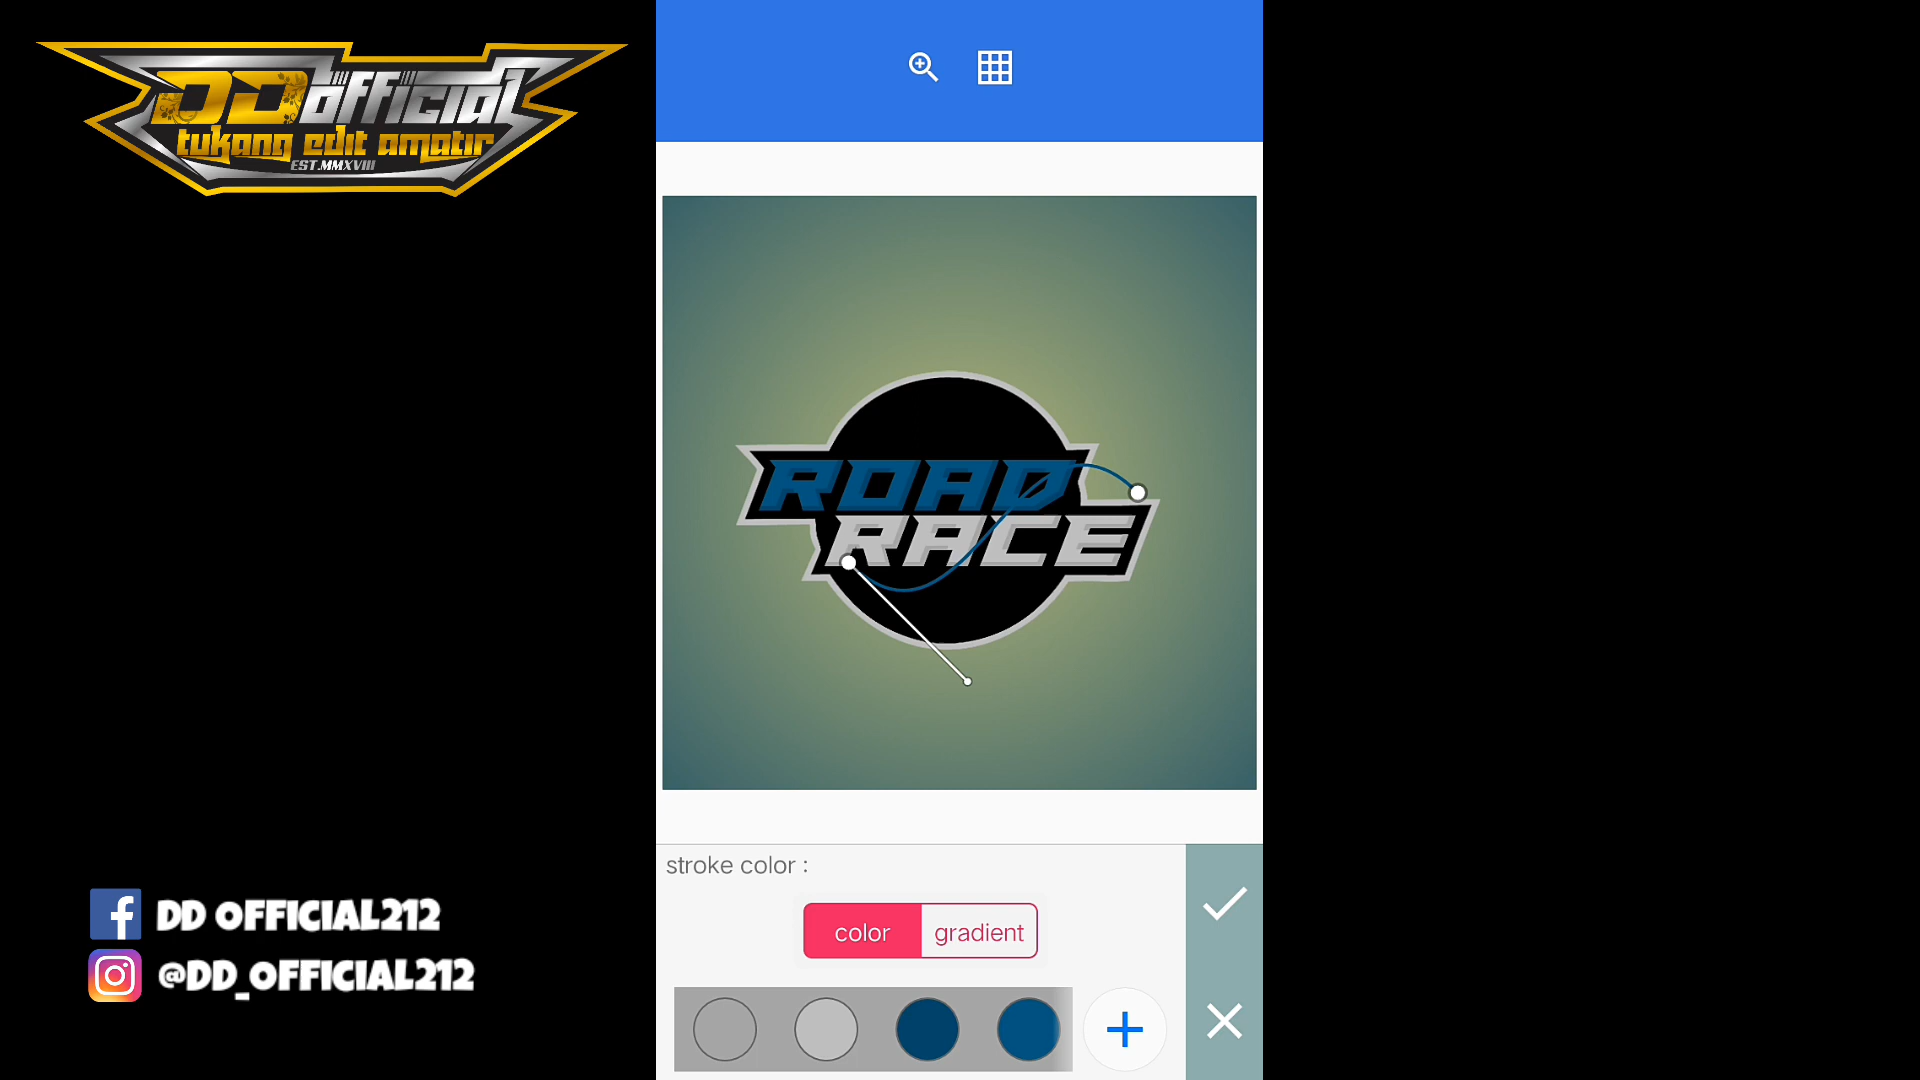 DD official
tukang edit amatir
EST.MMXVIII
ROAD
RACE
stroke color :
color
gradient
DD OFFICIAL212
@DD_OFFICIAL212